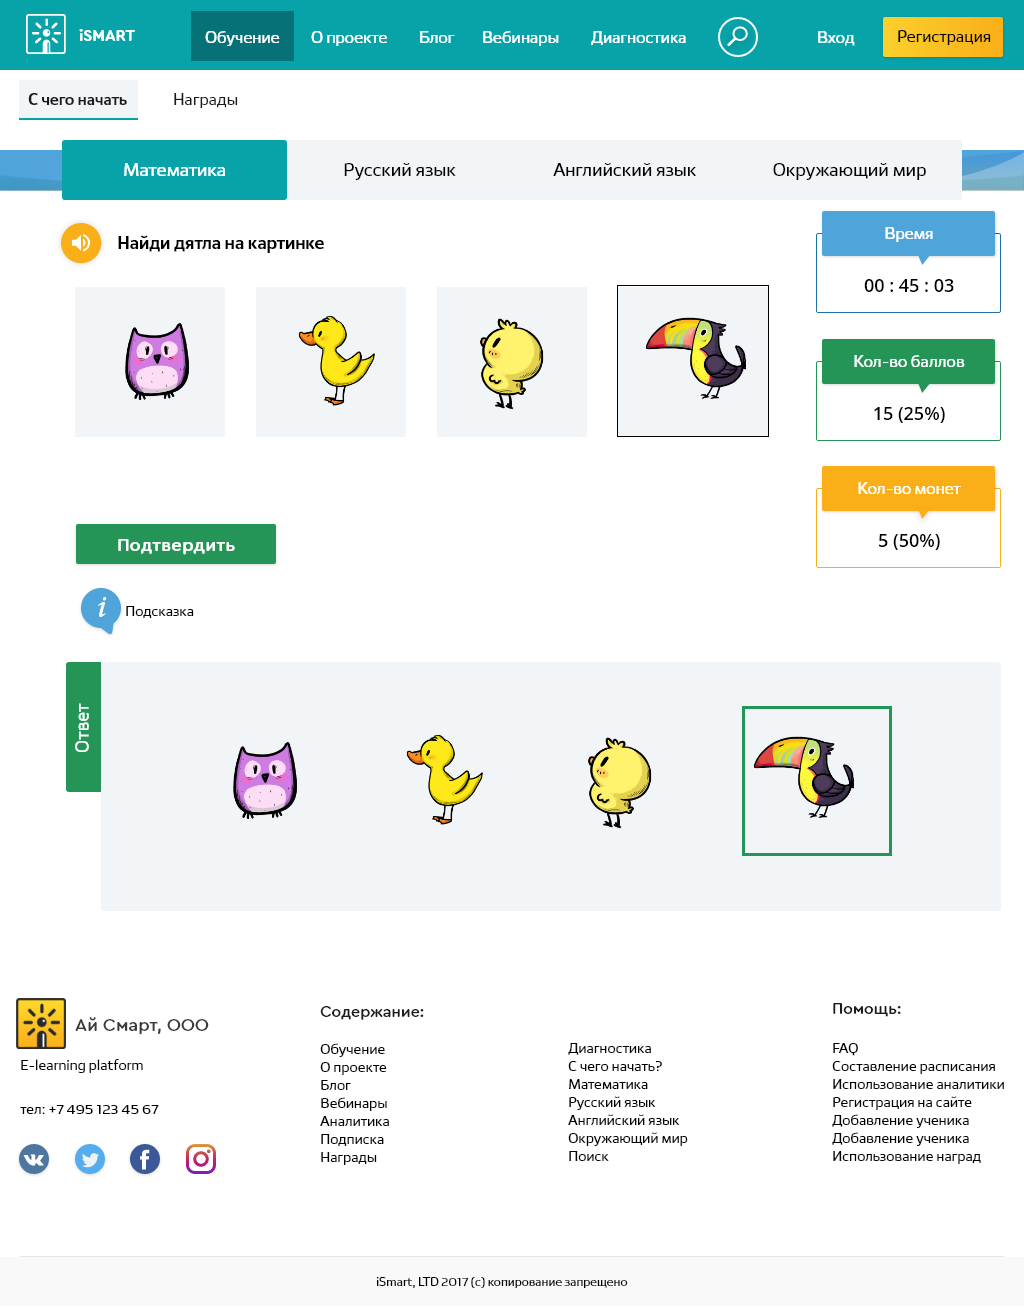 iSMART
Обучение
О проекте
Блог
Вебинары
Диагностика
Вход
Регистрация
С чего начать
Награды
Математика
Русский язык
Английский язык
Окружающий мир
Найди дятла на картинке
Время
00 : 45 : 03
Кол-во баллов
15 (25%)
Кол-во монет
5 (50%)
Подтвердить
i
Подсказка
Ответ
Ай Смарт, ООО
E-learning platform
тел: +7 495 123 45 67
Содержание:
Обучение
О проекте
Блог
Вебинары
Аналитика
Подписка
Награды
Диагностика
С чего начать?
Математика
Русский язык
Английский язык
Окружающий мир
Поиск
Помощь:
FAQ
Составление расписания
Использование аналитики
Регистрация на сайте
Добавление ученика
Добавление ученика
Использование наград
iSmart, LTD 2017 (с) копирование запрещено